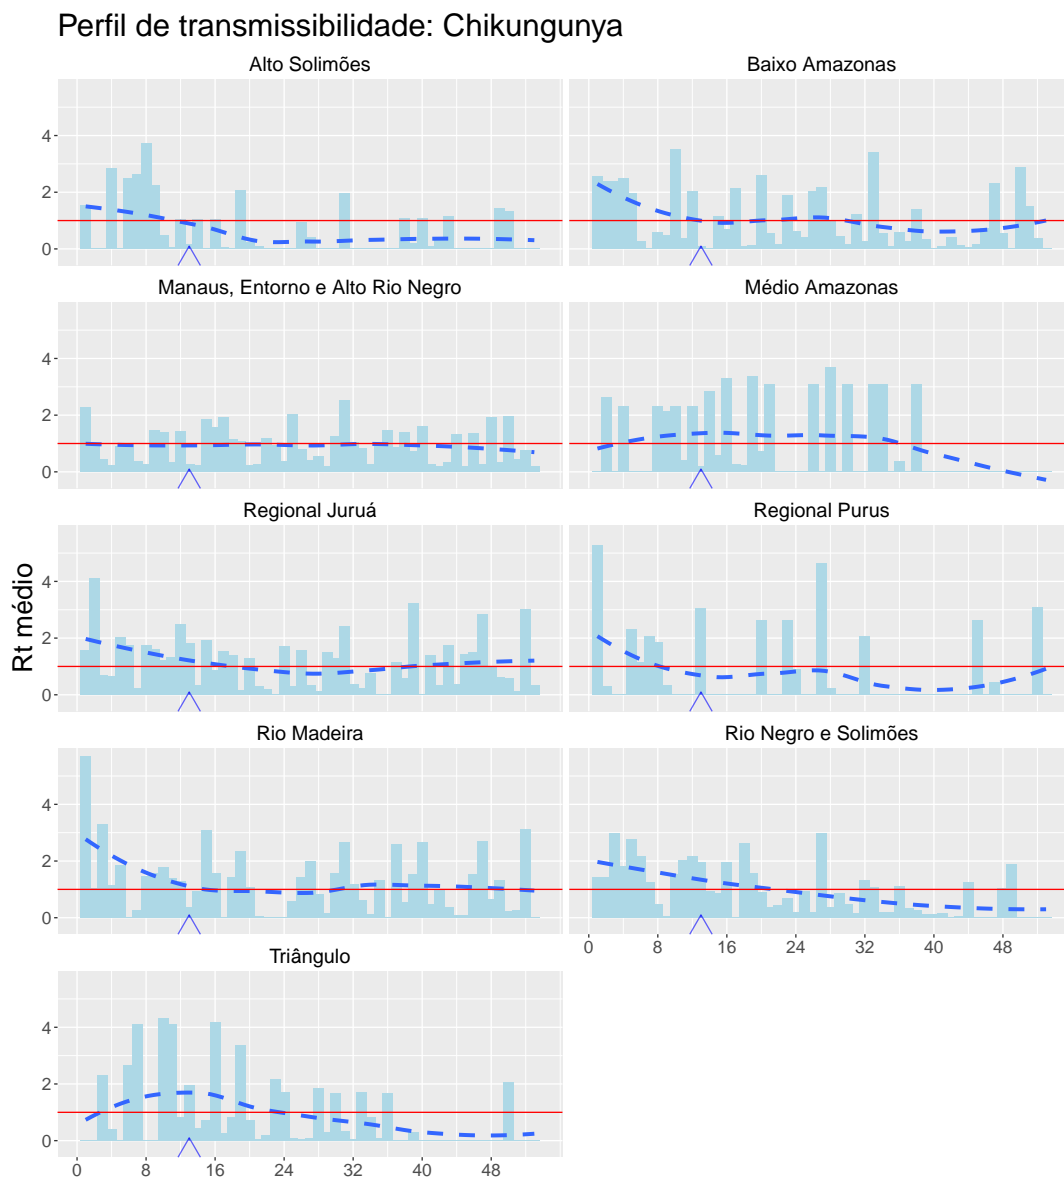 Perfil de transmissibilidade: Chikungunya
Alto Solimões
Baixo Amazonas
4
2
0
Manaus, Entorno e Alto Rio Negro
Médio Amazonas
4
2
0
Regional Juruá
Regional Purus
4
2
0
Rt médio
Rio Madeira
Rio Negro e Solimões
4
2
0
0 8 16 24 32 40 48
Triângulo
4
2
0
0 8 16 24 32 40 48